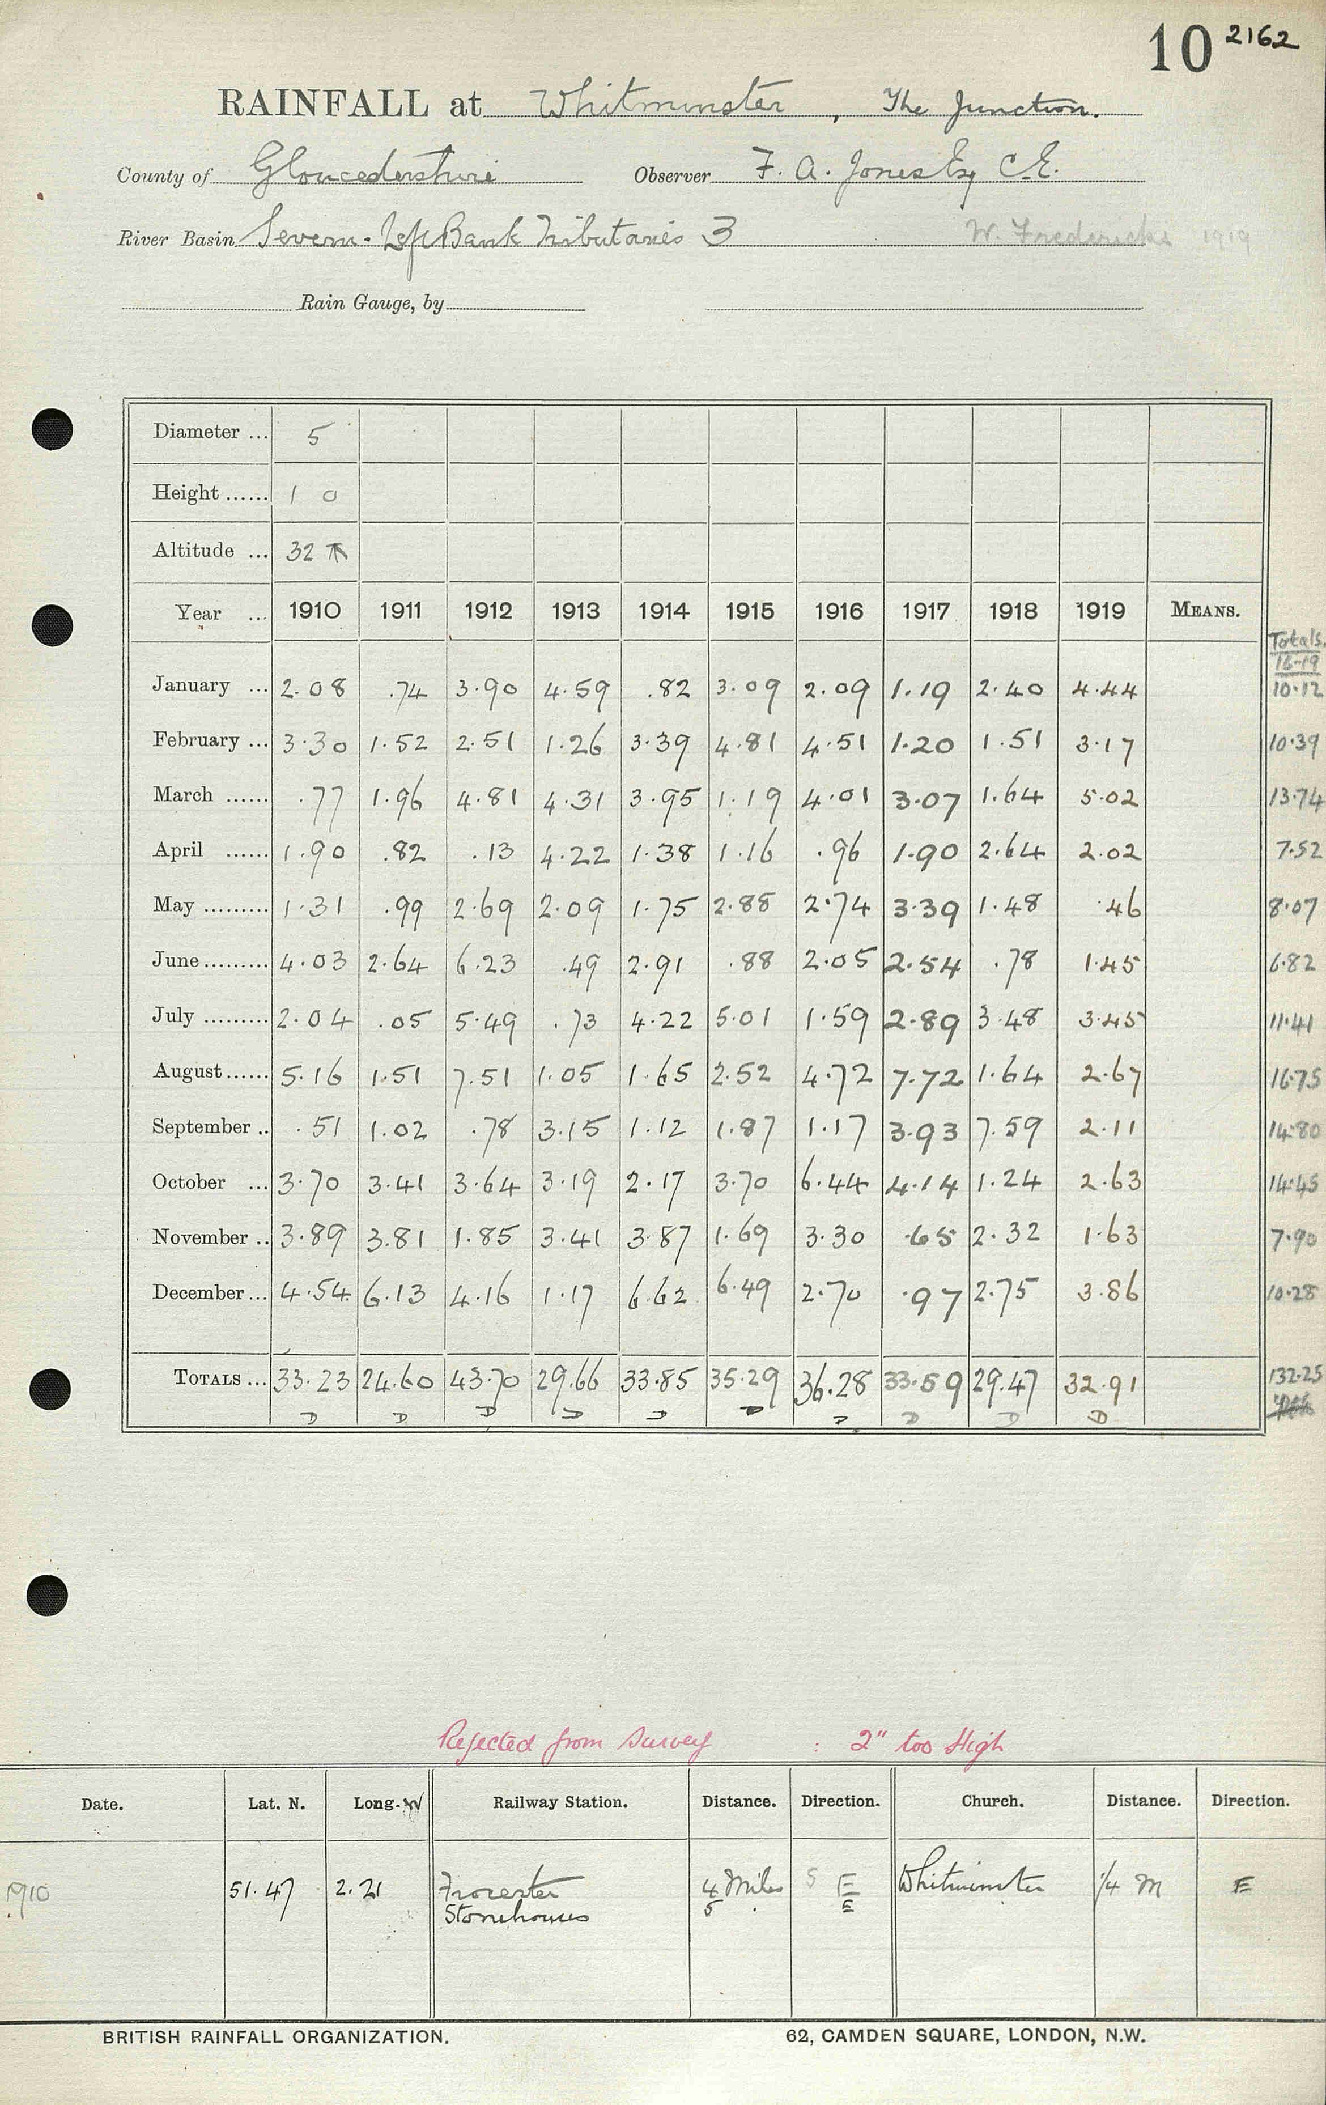 10 2162
RAINFALL at Whitminster, The Junction.
County of Gloucestershire Observer F. A. Jones Esq C.E.
River Basin Severn - Left Bank Tributaries 3 W. Fredericks 1919
Rain Gauge, by
Diameter ... 5
Height ...... 1 0
Altitude ... 32
Year ... 1910 1911 1912 1913 1914 1915 1916 1917 1918 1919 MEANS.
Totals.
16-19
January ... 2.08 .74 3.90 4.59 .82 3.09 2.09 1.19 2.40 4.44 10.12
February ... 3.30 1.52 2.51 1.26 3.39 4.81 4.51 1.20 1.51 3.17 10.39
March ...... .77 1.96 4.81 4.31 3.95 1.19 4.01 3.07 1.64 5.02 13.74
April ...... 1.90 .82 .13 4.22 1.38 1.16 .96 1.90 2.64 2.02 7.52
May ......... 1.31 .99 2.69 2.09 1.75 2.88 2.74 3.39 1.48 .46 8.07
June ......... 4.03 2.64 6.23 .49 2.91 .88 2.05 2.54 .78 1.45 6.82
July ......... 2.04 .05 5.49 .73 4.22 5.01 1.59 2.89 3.48 3.45 11.41
August ...... 5.16 1.51 7.51 1.05 1.65 2.52 4.72 7.72 1.64 2.67 16.75
September .. .51 1.02 .78 3.15 1.12 1.87 1.17 3.93 7.59 2.11 14.80
October ... 3.70 3.41 3.64 3.19 2.17 3.70 6.44 4.14 1.24 2.63 14.45
November .. 3.89 3.81 1.85 3.41 3.87 1.69 3.30 .65 2.32 1.63 7.90
December ... 4.54 6.13 4.16 1.17 6.62 6.49 2.70 .97 2.75 3.86 10.28
TOTALS ... 33.23 24.60 43.70 29.66 33.85 35.29 36.28 33.59 29.47 32.91 132.25
D D D D D D D D D D
Rejected from Survey : 2" too High
Date. Lat. N. Long. W Railway Station. Distance. Direction. Church. Distance. Direction.
1910 51.47 2.21 Frocester 4 Miles S E Whitminster 1/4 M E
Stonehouse 5 E
BRITISH RAINFALL ORGANIZATION. 62, CAMDEN SQUARE, LONDON, N.W.